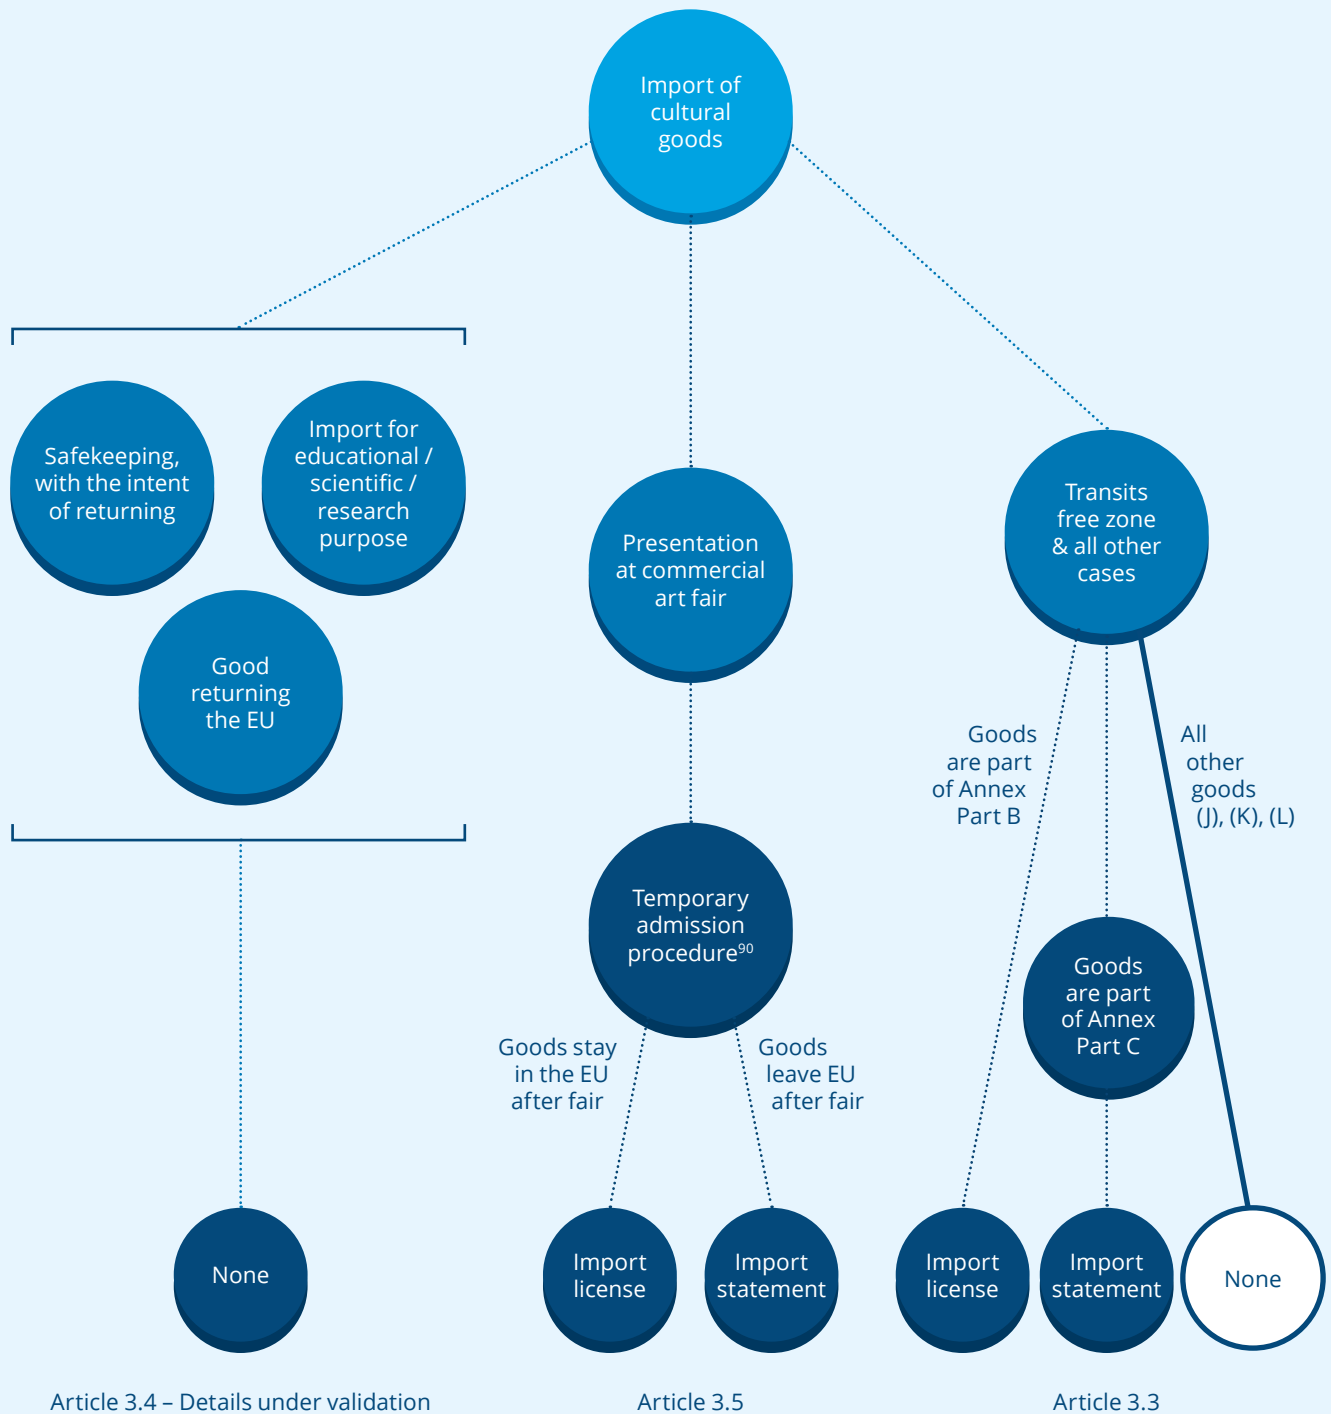 Import of
cultural
goods
Safekeeping,
with the intent
of returning
Import for
educational /
scientific /
research
purpose
Good
returning
the EU
Presentation
at commercial
art fair
Transits
free zone
& all other
cases
Goods
are part
of Annex
Part B
All
other
goods
(J), (K), (L)
Temporary
admission
procedure⁹⁰
Goods
are part
of Annex
Part C
Goods stay
in the EU
after fair
Goods
leave EU
after fair
None
Import
license
Import
statement
Import
license
Import
statement
None
Article 3.4 – Details under validation
Article 3.5
Article 3.3